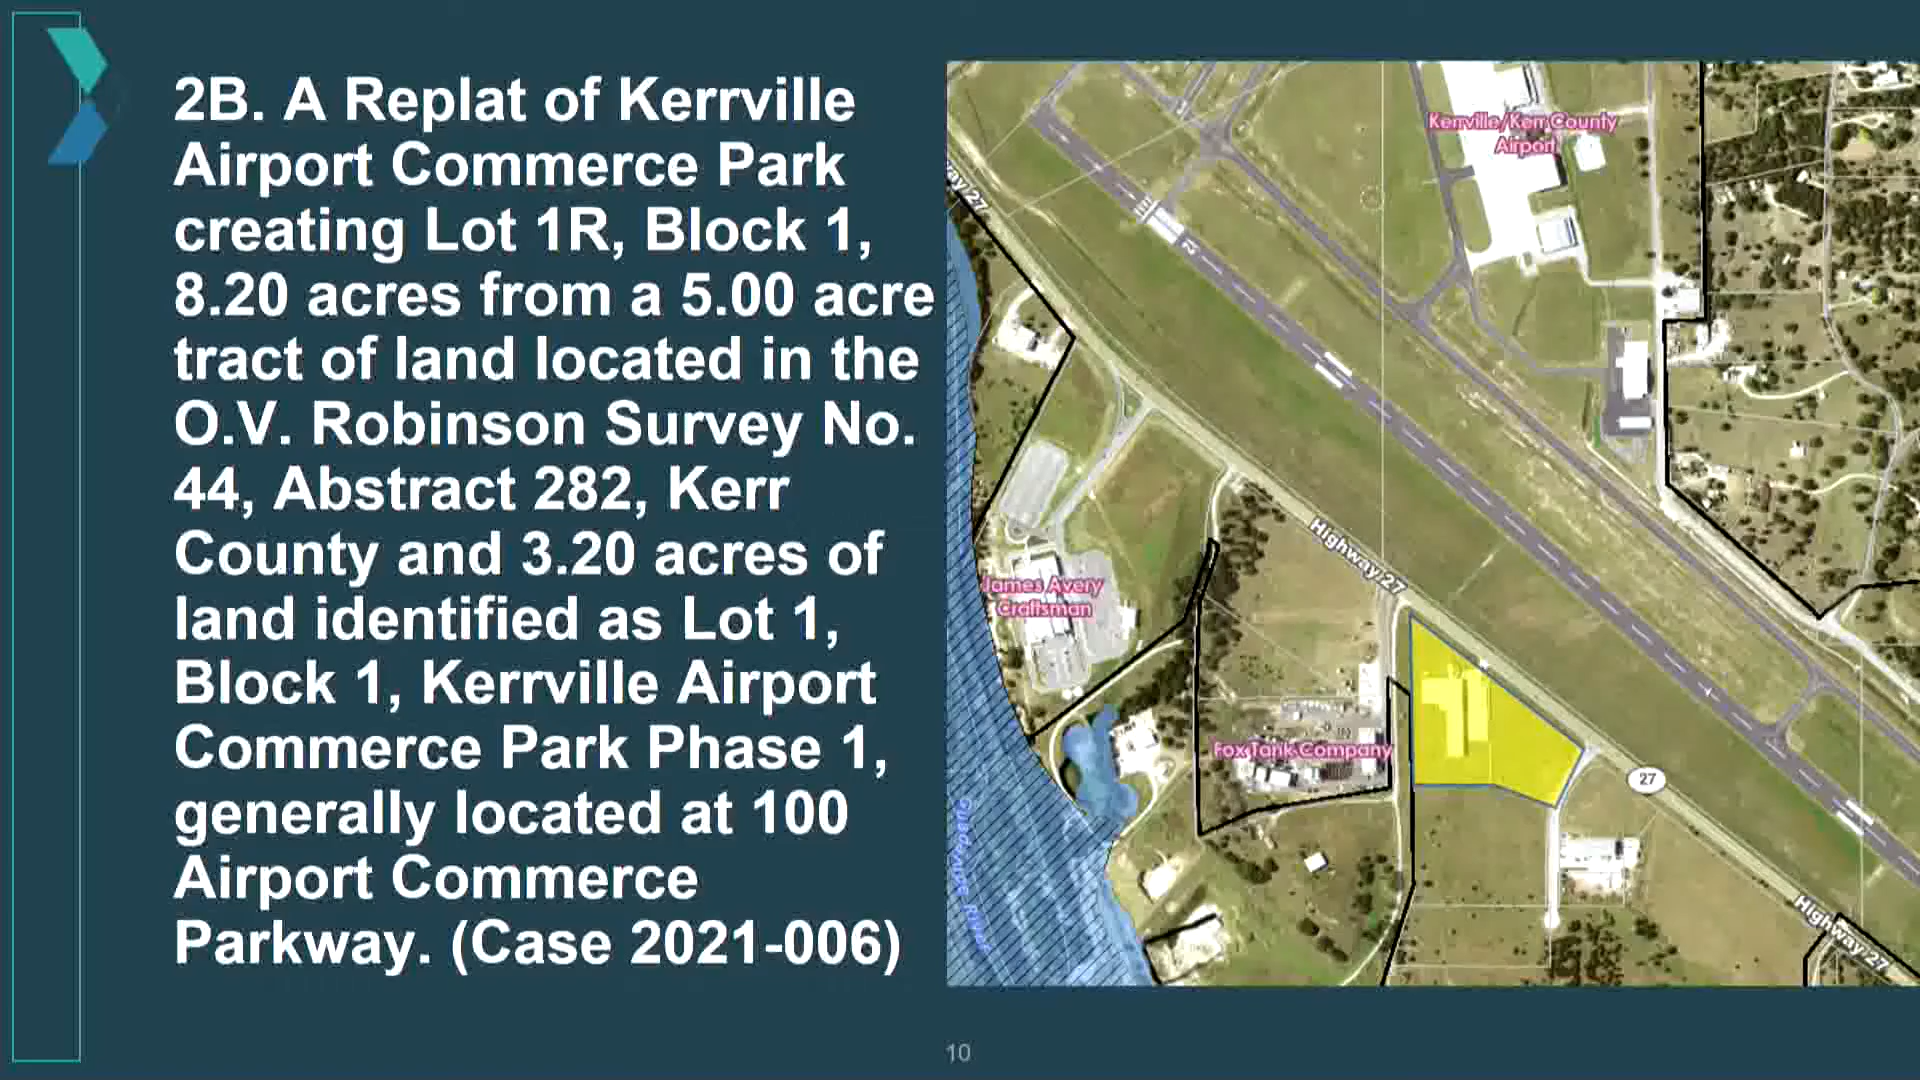 2B. A Replat of Kerrville
Airport Commerce Park
creating Lot 1R, Block 1,
8.20 acres from a 5.00 acre
tract of land located in the
O.V. Robinson Survey No.
44, Abstract 282, Kerr
County and 3.20 acres of
land identified as Lot 1,
Block 1, Kerrville Airport
Commerce Park Phase 1,
generally located at 100
Airport Commerce
Parkway. (Case 2021-006)
Kerrville/Kerr County
Airport
way 27
Highway 27
James Avery
Craftsman
Fox Tank Company
27
Guadalupe River
Highway 27
10